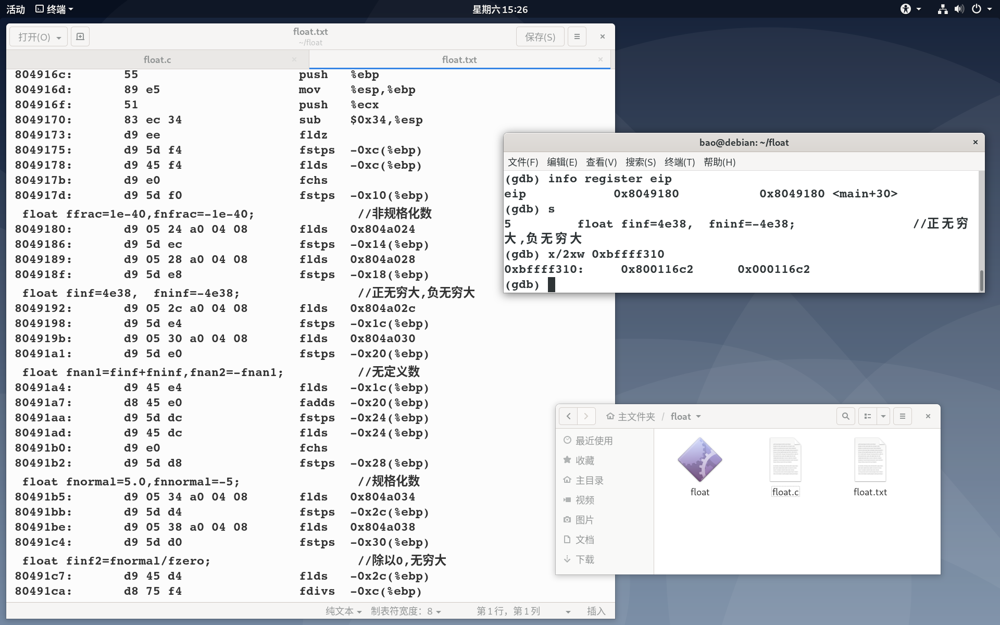 活动 终端 星期六 15:26
打开(O) float.txt 保存(S)
~/float
float.c float.txt
804916c: 55 push %ebp
804916d: 89 e5 mov %esp,%ebp
804916f: 51 push %ecx
8049170: 83 ec 34 sub $0x34,%esp
8049173: d9 ee fldz
8049175: d9 5d f4 fstps -0xc(%ebp)
8049178: d9 45 f4 flds -0xc(%ebp)
804917b: d9 e0 fchs
804917d: d9 5d f0 fstps -0x10(%ebp)
float ffrac=1e-40,fnfrac=-1e-40; //非规格化数
8049180: d9 05 24 a0 04 08 flds 0x804a024
8049186: d9 5d ec fstps -0x14(%ebp)
8049189: d9 05 28 a0 04 08 flds 0x804a028
804918f: d9 5d e8 fstps -0x18(%ebp)
float finf=4e38, fninf=-4e38; //正无穷大,负无穷大
8049192: d9 05 2c a0 04 08 flds 0x804a02c
8049198: d9 5d e4 fstps -0x1c(%ebp)
804919b: d9 05 30 a0 04 08 flds 0x804a030
80491a1: d9 5d e0 fstps -0x20(%ebp)
float fnan1=finf+fninf,fnan2=-fnan1; //无定义数
80491a4: d9 45 e4 flds -0x1c(%ebp)
80491a7: d8 45 e0 fadds -0x20(%ebp)
80491aa: d9 5d dc fstps -0x24(%ebp)
80491ad: d9 45 dc flds -0x24(%ebp)
80491b0: d9 e0 fchs
80491b2: d9 5d d8 fstps -0x28(%ebp)
float fnormal=5.0,fnnormal=-5; //规格化数
80491b5: d9 05 34 a0 04 08 flds 0x804a034
80491bb: d9 5d d4 fstps -0x2c(%ebp)
80491be: d9 05 38 a0 04 08 flds 0x804a038
80491c4: d9 5d d0 fstps -0x30(%ebp)
float finf2=fnormal/fzero; //除以0,无穷大
80491c7: d9 45 d4 flds -0x2c(%ebp)
80491ca: d8 75 f4 fdivs -0xc(%ebp)
纯文本 制表符宽度：8 第 1 行，第 1 列 插入
bao@debian: ~/float
文件(F) 编辑(E) 查看(V) 搜索(S) 终端(T) 帮助(H)
(gdb) info register eip
eip 0x8049180 0x8049180 <main+30>
(gdb) s
5 float finf=4e38, fninf=-4e38; //正无穷
大,负无穷大
(gdb) x/2xw 0xbffff310
0xbffff310: 0x800116c2 0x000116c2
(gdb)
主文件夹 / float
最近使用
收藏
主目录
视频
图片
文档
下载
float float.c float.txt